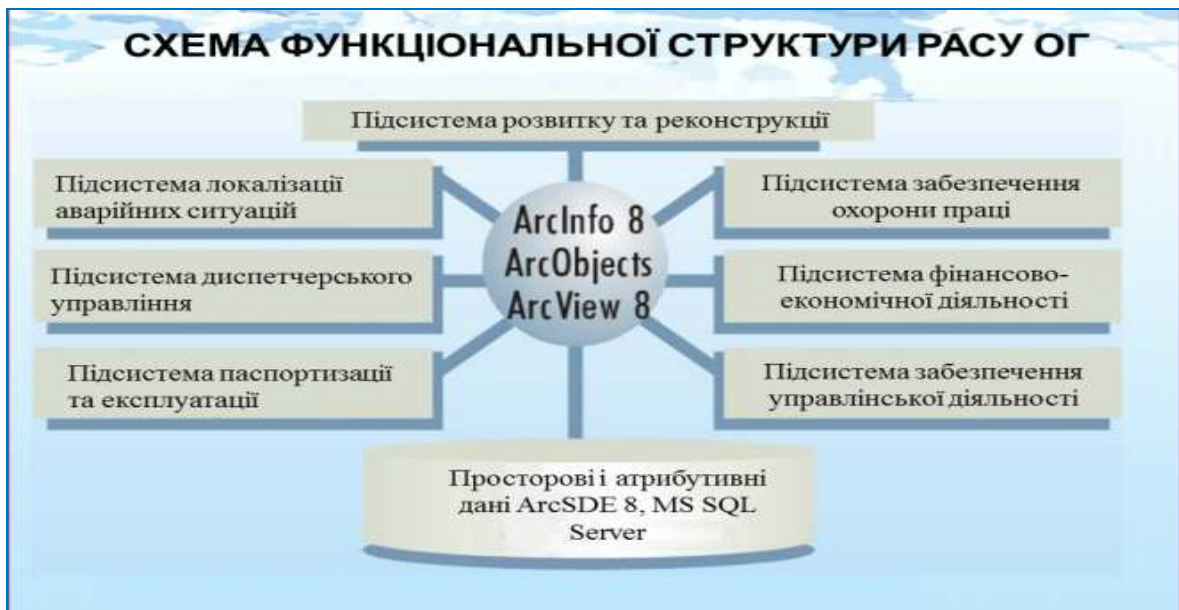 СХЕМА ФУНКЦІОНАЛЬНОЇ СТРУКТУРИ РАСУ ОГ
Підсистема розвитку та реконструкції
Підсистема локалізації
аварійних ситуацій
Підсистема диспетчерського
управління
Підсистема паспортизації
та експлуатації
ArcInfo 8
ArcObjects
ArcView 8
Підсистема забезпечення
охорони праці
Підсистема фінансово-
економічної діяльності
Підсистема забезпечення
управлінської діяльності
Просторові і атрибутивні
дані ArcSDE 8, MS SQL
Server